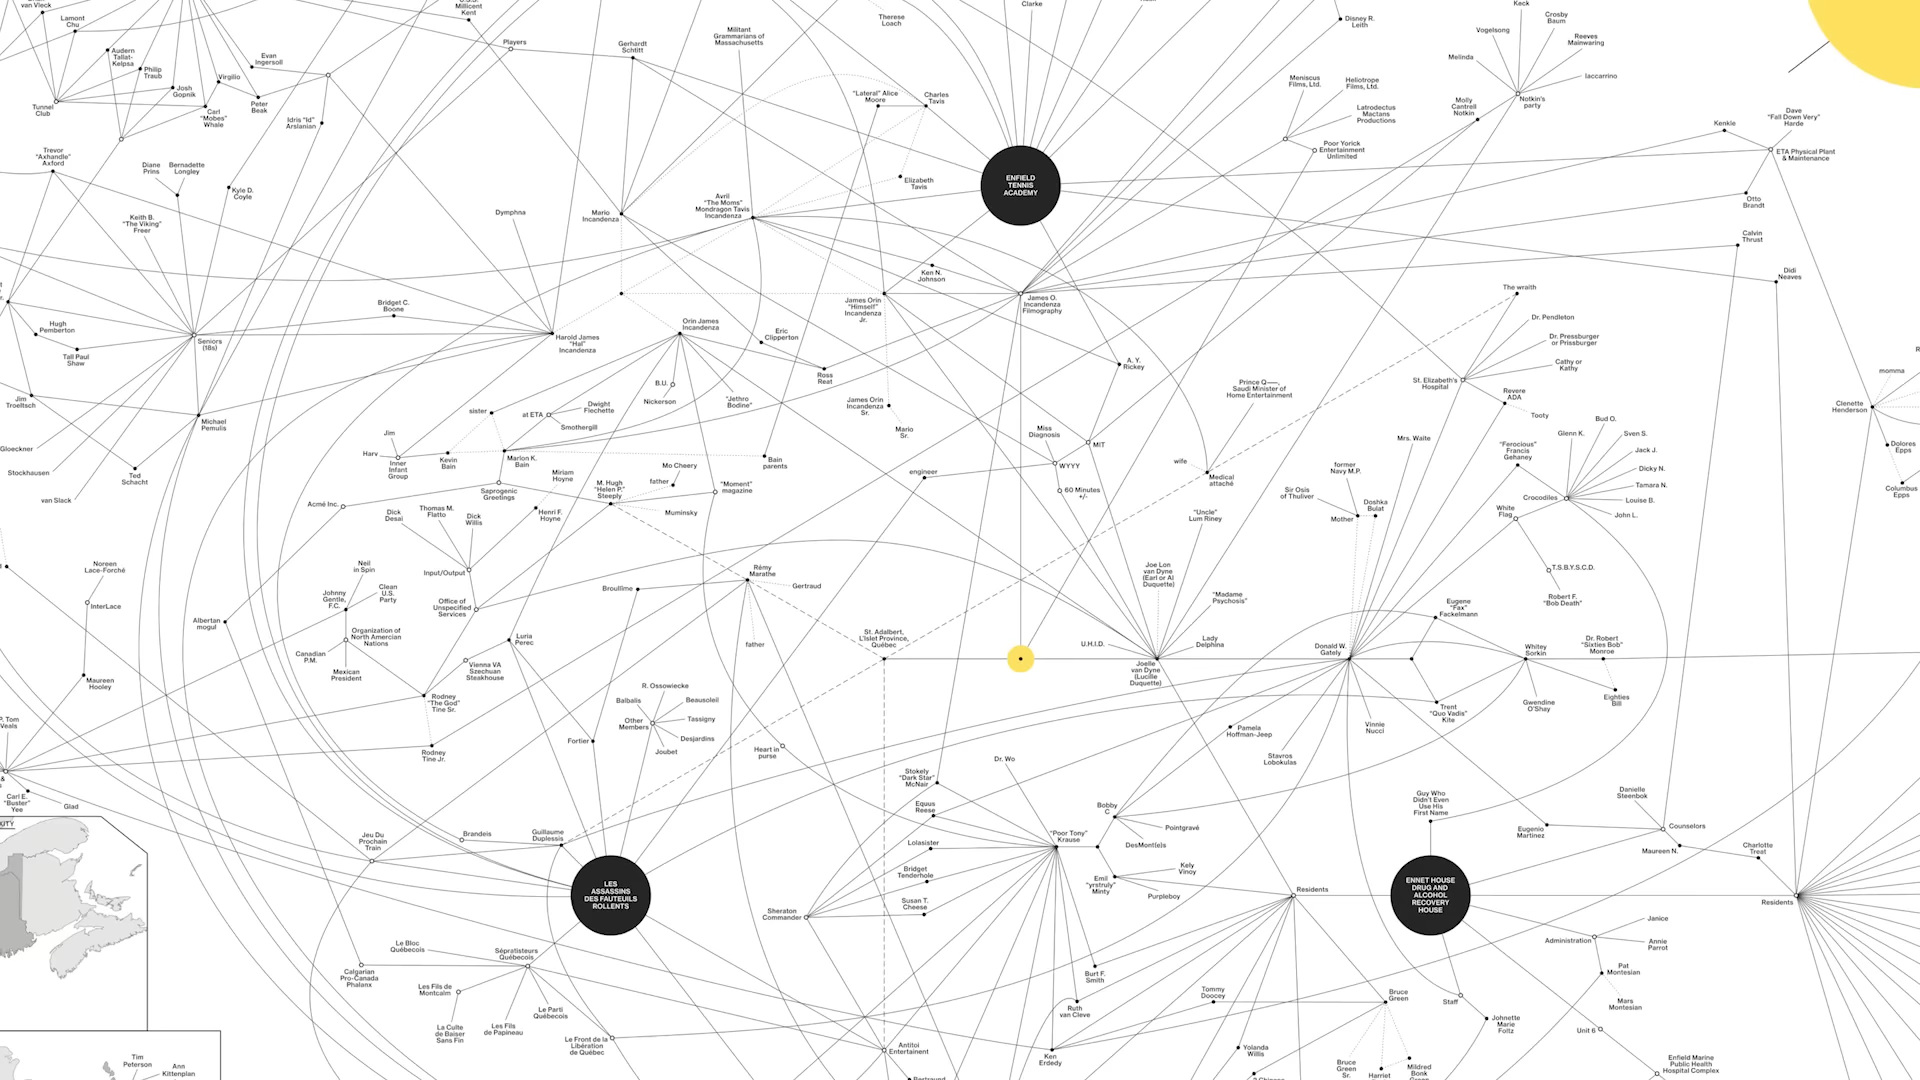 van Vleck
Lamont
Chu
Millicent
Kent
Players
Gerhardt
Schtitt
Militant
Grammarians of
Massachusetts
Therese
Loach
Clarke
Disney R.
Leith
Keck
Crosby
Baum
Vogelsong
Reeves
Mainwaring
Melinda
Iaccarrino
Notkin's
party
Audern
Tallat-
Kelpsa
Philip
Traub
Evan
Ingersoll
Virgilio
Josh
Gopnik
Peter
Beak
Tunnel
Club
Carl
"Mobes"
Whale
Idris "Id"
Arslanian
"Lateral" Alice
Moore
Charles
Tavis
Meniscus
Films, Ltd.
Heliotrope
Films, Ltd.
Latrodectus
Mactans
Productions
Poor Yorick
Entertainment
Unlimited
Molly
Cantrell
Notkin
Kenkle
Dave
"Fall Down Very"
Harde
ETA Physical Plant
& Maintenance
Otto
Brandt
Trevor
"Axhandle"
Axford
Diane
Prins
Bernadette
Longley
Kyle D.
Coyle
Keith B.
"The Viking"
Freer
Dymphna
Mario
Incandenza
Avril
"The Moms"
Mondragon Tavis
Incandenza
Elizabeth
Tavis
ENFIELD
TENNIS
ACADEMY
Calvin
Thrust
Didi
Neaves
Ken N.
Johnson
James Orin
"Himself"
Incandenza
Jr.
James O.
Incandenza
Filmography
The wraith
Dr. Pendleton
Dr. Pressburger
or Prissburger
Cathy or
Kathy
St. Elizabeth's
Hospital
Revere
ADA
Tooty
Hugh
Pemberton
Tall Paul
Shaw
Seniors
(18s)
Bridget C.
Boone
Harold James
"Hal"
Incandenza
Orin James
Incandenza
Eric
Clipperton
Ross
Reat
B.U.
Nickerson
"Jethro
Bodine"
A. Y.
Rickey
James Orin
Incandenza
Sr.
Mario
Sr.
Prince Q—,
Saudi Minister of
Home Entertainment
momma
Clenette
Henderson
Dolores
Epps
Columbus
Epps
Jim
Troeltsch
Michael
Pemulis
Gloeckner
Stockhausen
van Slack
Ted
Schacht
sister
at ETA
Dwight
Flechette
Smothergill
Jim
Harv
Inner
Infant
Group
Kevin
Bain
Marlon K.
Bain
Bain
parents
Saprogenic
Greetings
Acmé Inc.
Miriam
Hoyne
Henri F.
Hoyne
M. Hugh
"Helen P."
Steeply
Mo Cheery
father
Muminsky
"Moment"
magazine
engineer
Miss
Diagnosis
WYYY
MIT
60 Minutes
+/-
wife
Medical
attaché
"Uncle"
Lum Riney
Mrs. Waite
former
Navy M.P.
Sir Osis
of Thuliver
Mother
Doshka
Bulat
"Ferocious"
Francis
Gehaney
Glenn K.
Bud O.
Sven S.
Jack J.
Dicky N.
Tamara N.
Louise B.
John L.
Crocodiles
White
Flag
T.S.B.Y.S.C.D.
Robert F.
"Bob Death"
Dick
Desai
Thomas M.
Flatto
Dick
Willis
Input/Output
Office of
Unspecified
Services
Noreen
Lace-Forché
InterLace
Maureen
Hooley
Neil
in Spin
Johnny
Gentle,
F.C.
Clean
U.S.
Party
Organization of
North Amercian
Nations
Canadian
P.M.
Mexican
President
Albertan
mogul
Rodney
"The God"
Tine Sr.
Rodney
Tine Jr.
Vienna VA
Szechuan
Steakhouse
Luria
Perec
Broullîme
Rémy
Marathe
Gertraud
father
St. Adalbert,
L'Islet Province,
Québec
Joe Lon
van Dyne
(Earl or Al
Duquette)
"Madame
Psychosis"
U.H.I.D.
Lady
Delphina
Joelle
van Dyne
(Lucille
Duquette)
Donald W.
Gately
Eugene
"Fax"
Fackelmann
Whitey
Sorkin
Dr. Robert
"Sixties Bob"
Monroe
Eighties
Bill
Gwendine
O'Shay
Trent
"Quo Vadis"
Kite
Vinnie
Nucci
Pamela
Hoffman-Jeep
Stavros
Lobokulas
P. Tom
Veals
Carl E.
"Buster"
Yee
Glad
R. Ossowiecke
Balbalis
Beausoleil
Tassigny
Other
Members
Desjardins
Joubet
Fortier
Heart in
purse
Dr. Wo
Stokely
"Dark Star"
McNair
Equus
Reese
Lolasister
Bridget
Tenderhole
Susan T.
Cheese
Sheraton
Commander
"Poor Tony"
Krause
Bobby
C
Pointgravé
DesMont(e)s
Emil
"yrstruly"
Minty
Kely
Vinoy
Purpleboy
Guy Who
Didn't Even
Use His
First Name
Danielle
Steenbok
Counselors
Eugenio
Martinez
Maureen N.
Charlotte
Treat
Jeu Du
Prochain
Train
Brandeis
Guillaume
Duplessis
LES
ASSASSINS
DES FAUTEUILS
ROLLENTS
Residents
ENNET HOUSE
DRUG AND
ALCOHOL
RECOVERY
HOUSE
Residents
Le Bloc
Québecois
Sépratisteurs
Québecois
Calgarian
Pro-Canada
Phalanx
Les Fils de
Montcalm
La Culte
de Baiser
Sans Fin
Les Fils
de Papineau
Le Parti
Québecois
Le Front de la
Libération
de Québec
Antitoi
Entertainent
Bertraund
Burt F.
Smith
Ruth
van Cleve
Ken
Erdedy
Tommy
Doocey
Bruce
Green
Yolanda
Willis
Bruce
Green
Sr.
Harriet
Mildred
Bonk
Administration
Janice
Annie
Parrot
Pat
Montesian
Mars
Montesian
Staff
Johnette
Marie
Foltz
Unit 6
Enfield Marine
Public Health
Hospital Complex
Tim
Peterson
Ann
Kittenplan